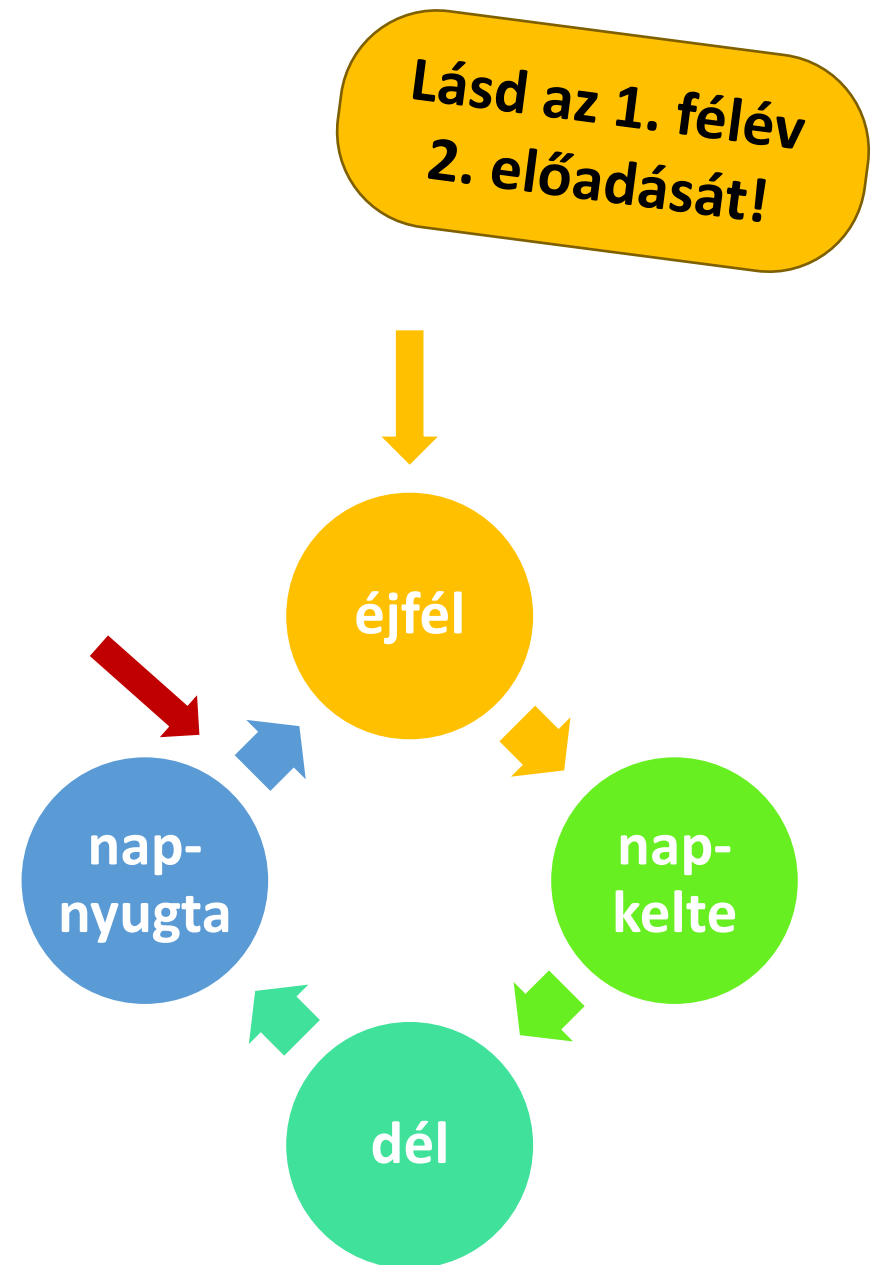 Lásd az 1. félév
2. előadását!
éjfél
nap-
nyugta
nap-
kelte
dél